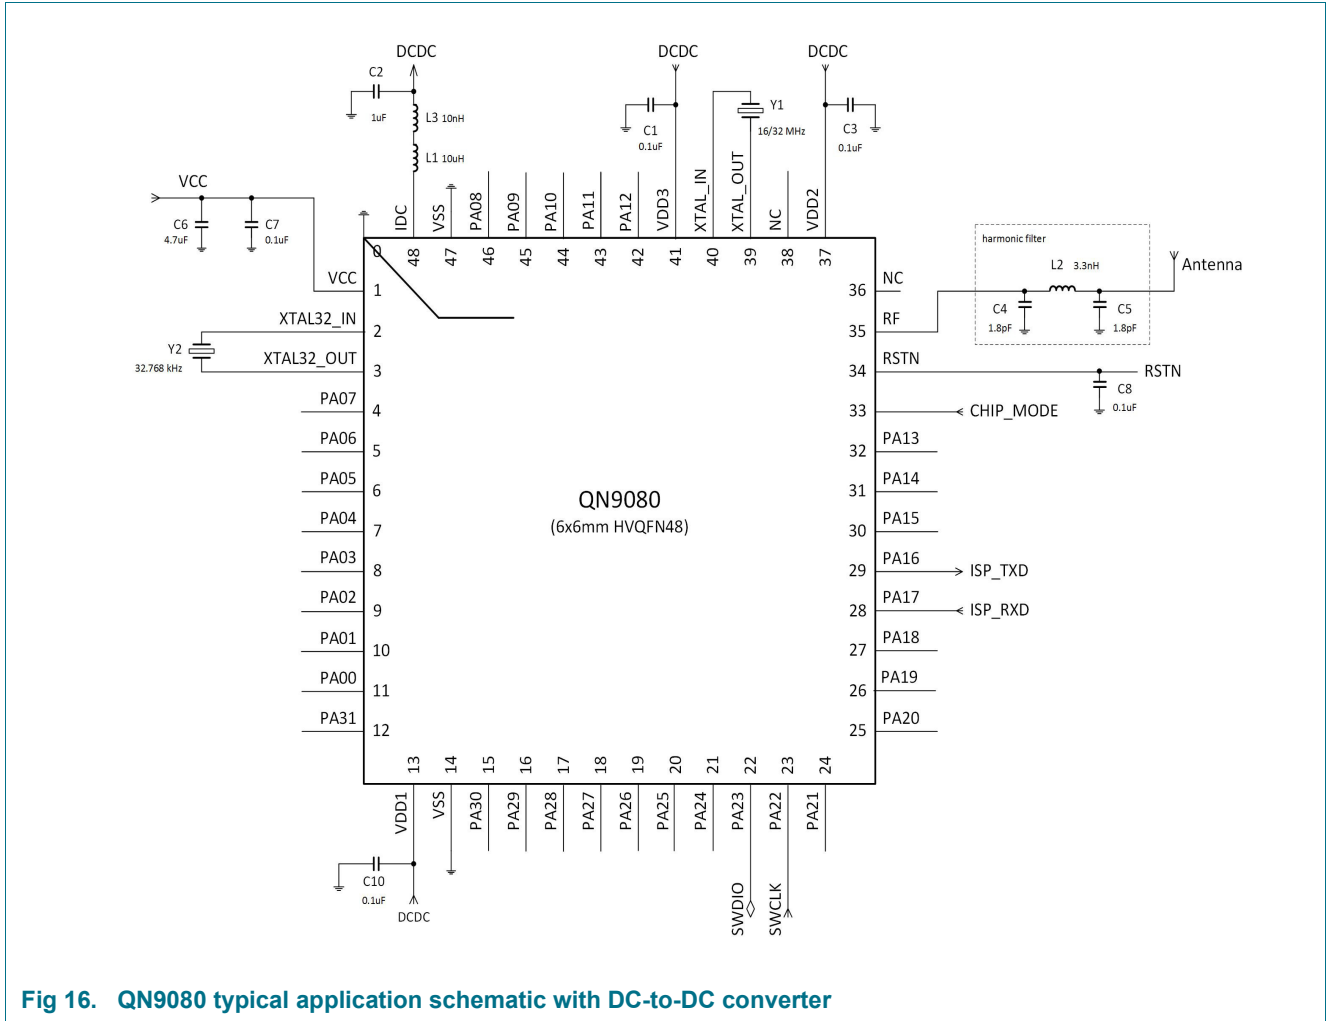 DCDC
DCDC
DCDC
C2
1uF
L3 10nH
L1 10uH
C1
0.1uF
Y1
16/32 MHz
C3
0.1uF
VCC
C6
4.7uF
C7
0.1uF
IDC
VSS
PA08
PA09
PA10
PA11
PA12
VDD3
XTAL_IN
XTAL_OUT
NC
VDD2
0
48
47
46
45
44
43
42
41
40
39
38
37
harmonic filter
L2 3.3nH
C4
1.8pF
C5
1.8pF
Antenna
VCC
1
XTAL32_IN
2
Y2
32.768 kHz
XTAL32_OUT
3
PA07
4
PA06
5
PA05
6
PA04
7
PA03
8
PA02
9
PA01
10
PA00
11
PA31
12
QN9080
(6x6mm HVQFN48)
36
NC
35
RF
34
RSTN
RSTN
C8
0.1uF
33
CHIP_MODE
32
PA13
31
PA14
30
PA15
29
PA16
ISP_TXD
28
PA17
ISP_RXD
27
PA18
26
PA19
25
PA20
13
14
15
16
17
18
19
20
21
22
23
24
VDD1
VSS
PA30
PA29
PA28
PA27
PA26
PA25
PA24
PA23
PA22
PA21
C10
0.1uF
DCDC
SWDIO
SWCLK
Fig 16. QN9080 typical application schematic with DC-to-DC converter